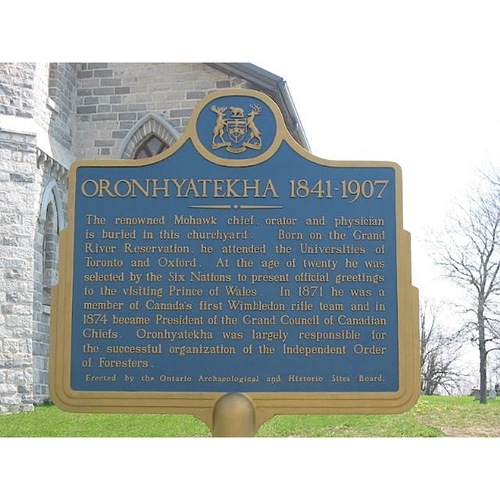 ORONHYATEKHA 1841-1907
The renowned Mohawk chief, orator and physician
is buried in this churchyard. Born on the Grand
River Reservation, he attended the Universities of
Toronto and Oxford. At the age of twenty he was
selected by the Six Nations to present official greetings
to the visiting Prince of Wales. In 1871 he was a
member of Canada's first Wimbledon rifle team and in
1874 became President of the Grand Council of Canadian
Chiefs. Oronhyatekha was largely responsible for
the successful organization of the Independent Order
of Foresters.
Erected by the Ontario Archaeological and Historic Sites Board.